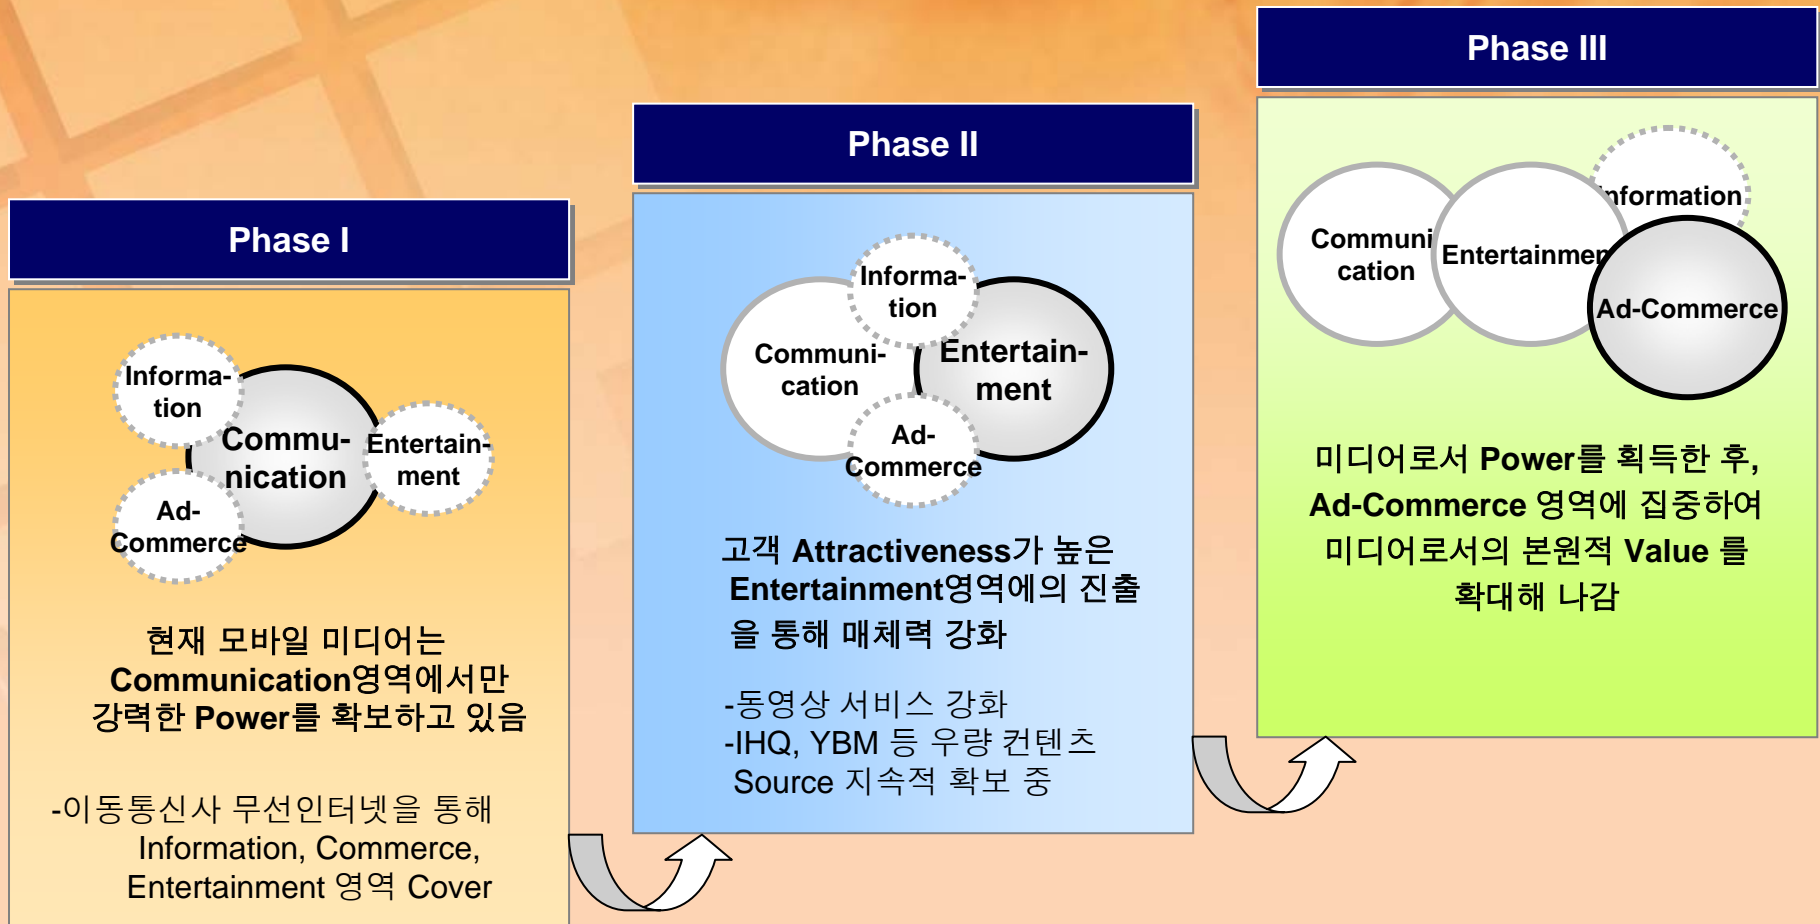 Phase I
Informa-
tion
Commu-
nication
Entertain-
ment
Ad-
Commerce
현재 모바일 미디어는
Communication영역에서만
강력한 Power를 확보하고 있음
-이동통신사 무선인터넷을 통해
Information, Commerce,
Entertainment 영역 Cover
Phase II
Informa-
tion
Communi-
cation
Entertain-
ment
Ad-
Commerce
고객 Attractiveness가 높은
Entertainment영역에의 진출
을 통해 매체력 강화
-동영상 서비스 강화
-IHQ, YBM 등 우량 컨텐츠
Source 지속적 확보 중
Phase III
Information
Communi
cation
Entertainmen
Ad-Commerce
미디어로서 Power를 획득한 후,
Ad-Commerce 영역에 집중하여
미디어로서의 본원적 Value 를
확대해 나감